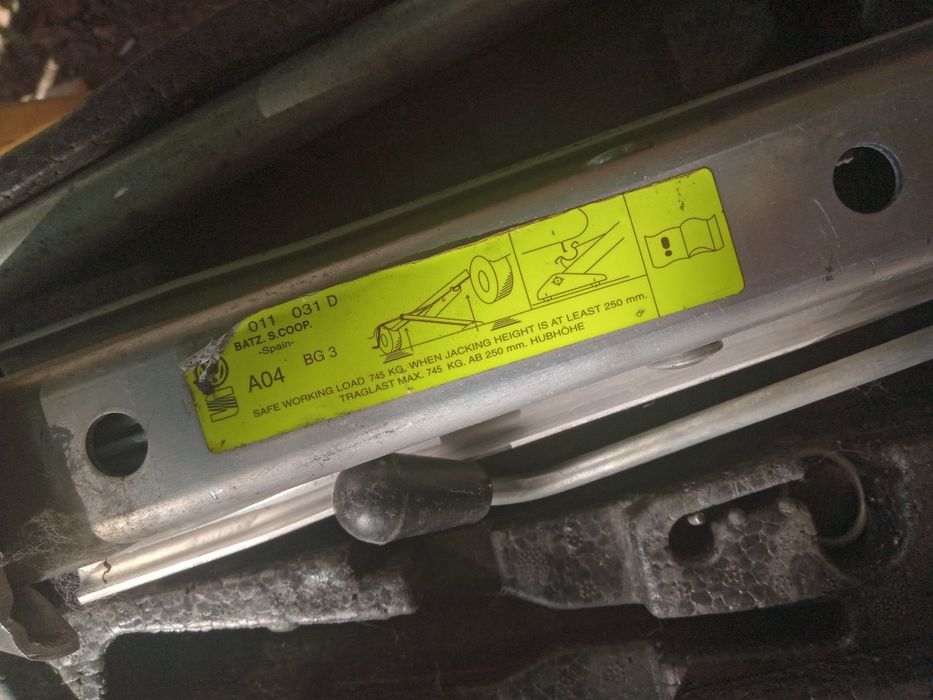 011 031 D
BATZ. S.COOP.
-Spain-
A04 BG 3
SAFE WORKING LOAD 745 KG, WHEN JACKING HEIGHT IS AT LEAST 250 mm.
TRAGLAST MAX. 745 KG. AB 250 mm. HUBHÖHE